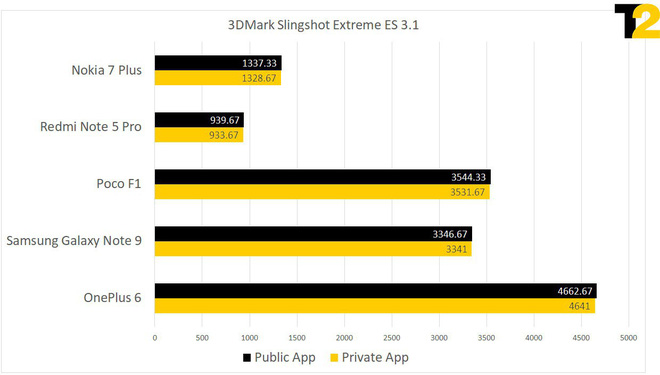 T2
3DMark Slingshot Extreme ES 3.1
Nokia 7 Plus
1337.33
1328.67
Redmi Note 5 Pro
939.67
933.67
Poco F1
3544.33
3531.67
Samsung Galaxy Note 9
3346.67
3341
OnePlus 6
4662.67
4641
0 500 1000 1500 2000 2500 3000 3500 4000 4500 5000
Public App Private App